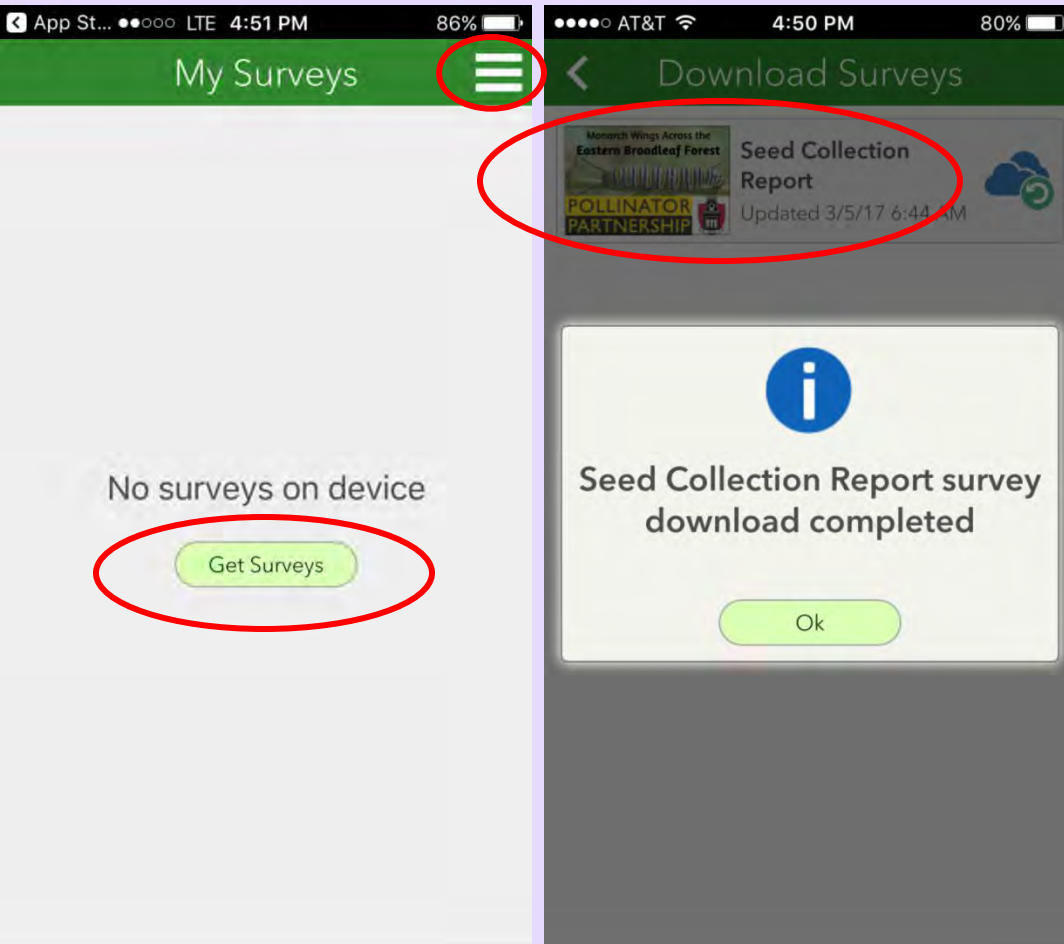 App St... LTE 4:51 PM 86%
My Surveys
No surveys on device
Get Surveys
AT&T 4:50 PM 80%
Download Surveys
Monarch Wings Across the
Eastern Broadleaf Forest
POLLINATOR
PARTNERSHIP
Seed Collection
Report
Updated 3/5/17 6:44 AM
i
Seed Collection Report survey
download completed
Ok